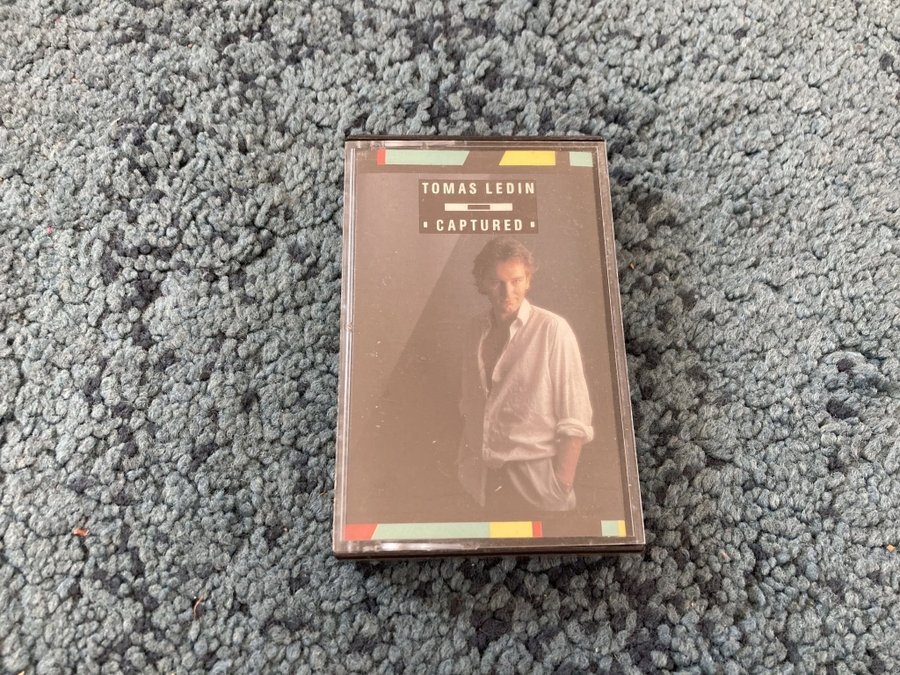 TOMAS LEDIN
CAPTURED